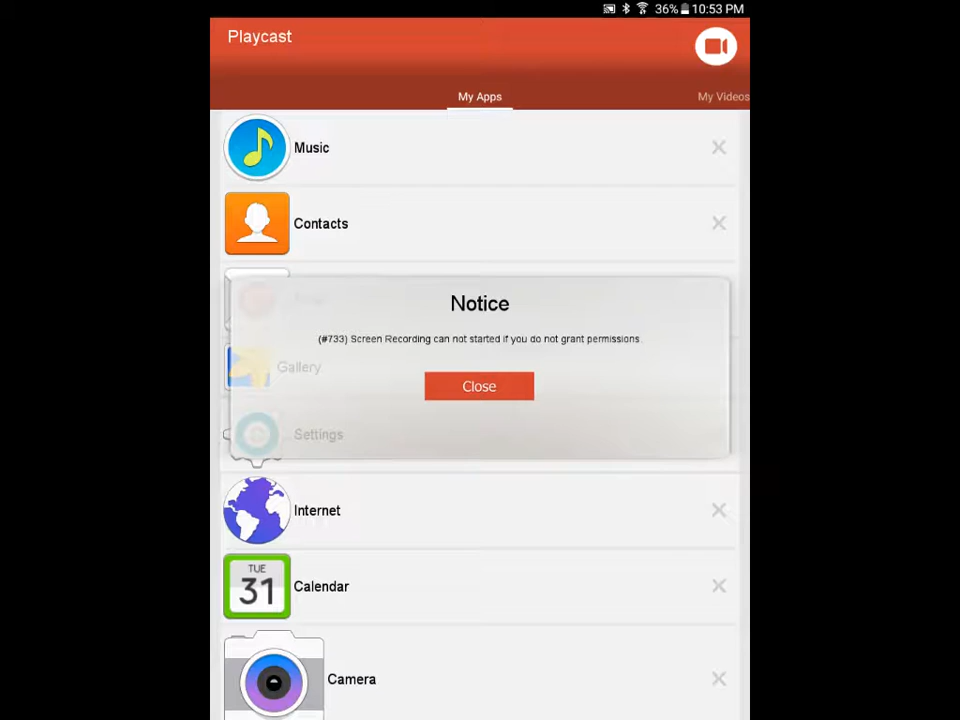 36% 10:53 PM
Playcast
My Apps
My Videos
Music
Contacts
Notice
(#733) Screen Recording can not started if you do not grant permissions.
Gallery
Close
Settings
Internet
TUE
31
Calendar
Camera